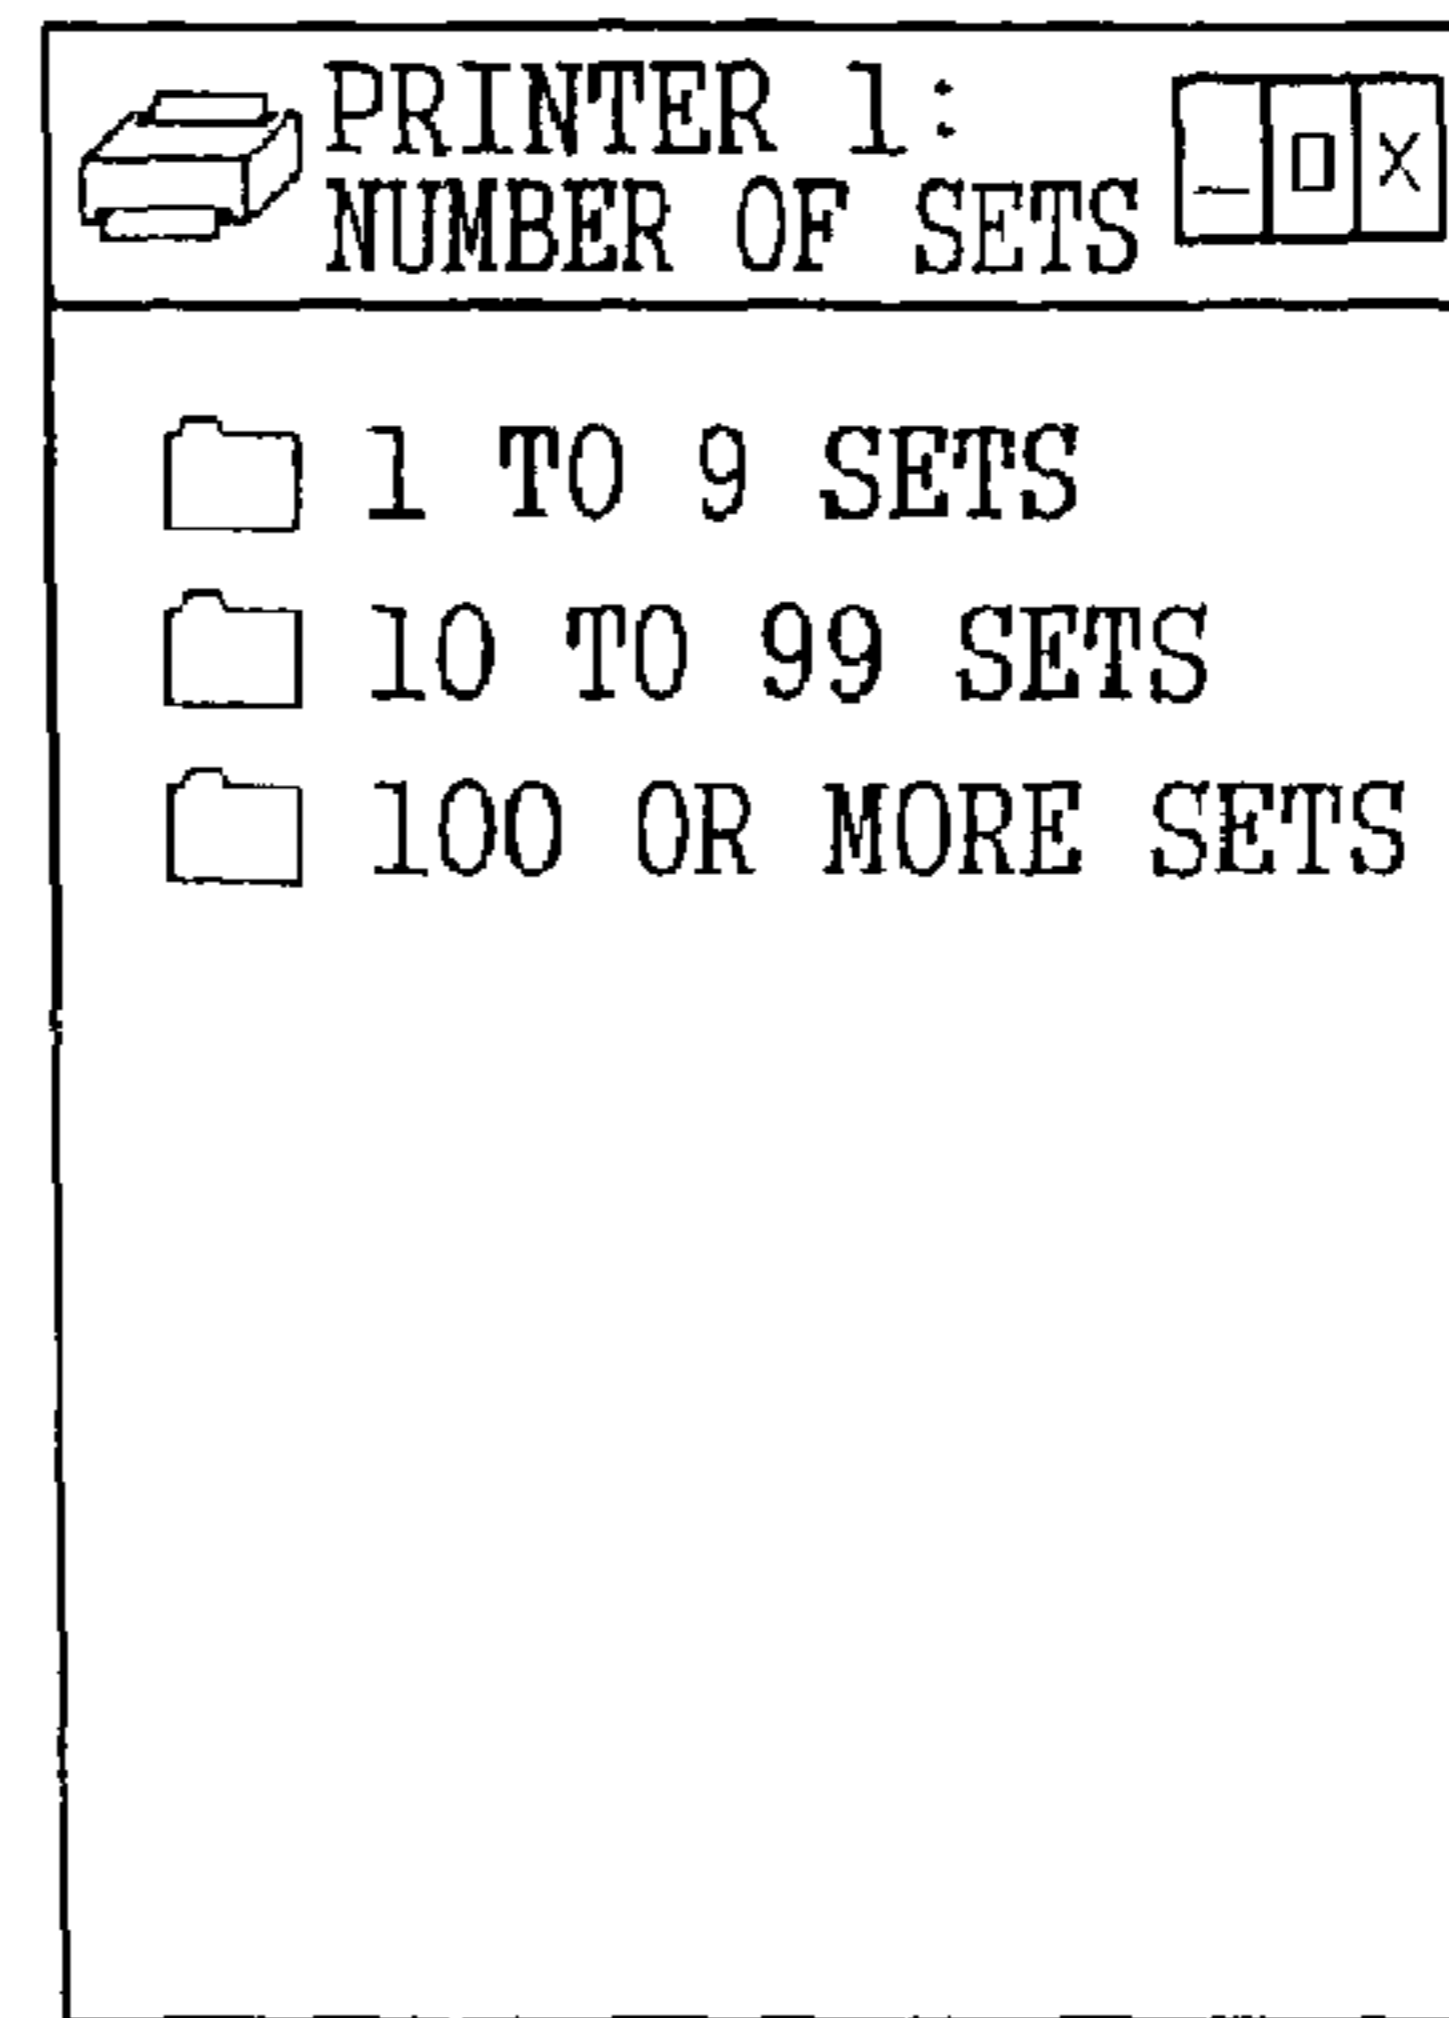 PRINTER 1:
NUMBER OF SETS
1 TO 9 SETS
10 TO 99 SETS
100 OR MORE SETS